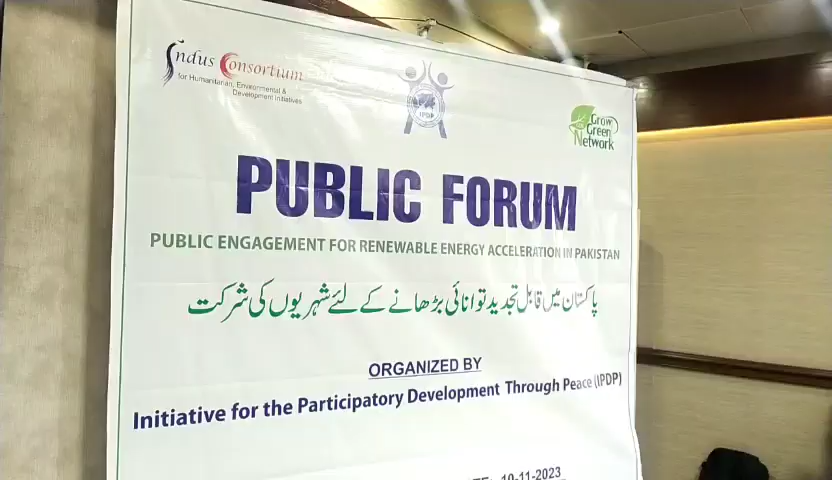 Indus Consortium
for Humanitarian, Environmental &
Development Initiatives
IPDP
Grow
Green
Network
PUBLIC FORUM
PUBLIC ENGAGEMENT FOR RENEWABLE ENERGY ACCELERATION IN PAKISTAN
پاکستان میں قابل تجدید توانائی بڑھانے کے لئے شہریوں کی شرکت
ORGANIZED BY
Initiative for the Participatory Development Through Peace (IPDP)
10-11-2023